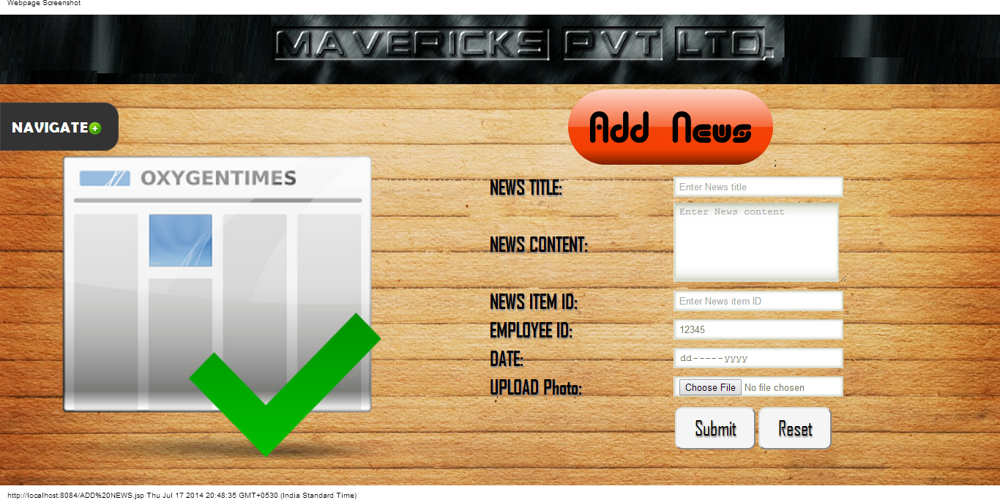 Webpage Screenshot
MAVERICKS PVT LTD.
NAVIGATE+
Add News
:
OXYGENTIMES
NEWS TITLE:
Enter News title
NEWS CONTENT:
Enter News content
NEWS ITEM ID:
Enter News item ID
EMPLOYEE ID:
12345
DATE:
dd-----yyyy
UPLOAD Photo:
Choose File No file chosen
Submit Reset
http://localhost:8084/ADD%20NEWS.jsp Thu Jul 17 2014 20:48:35 GMT+0530 (India Standard Time)